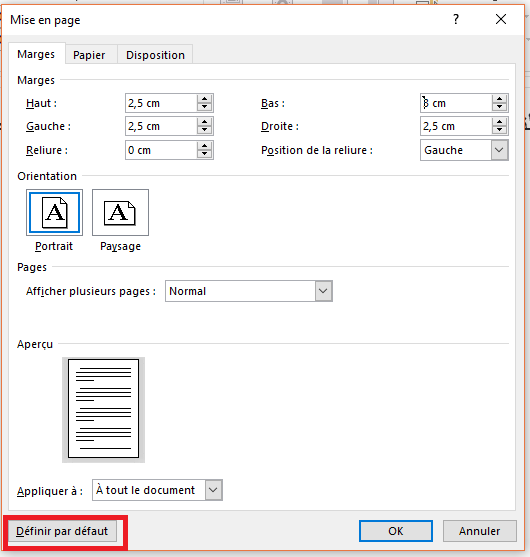 Mise en page
? ×
Marges Papier Disposition
Marges
Haut : 2,5 cm Bas : 3 cm
Gauche : 2,5 cm Droite : 2,5 cm
Reliure : 0 cm Position de la reliure : Gauche
Orientation
A A
Portrait Paysage
Pages
Afficher plusieurs pages : Normal
Aperçu
Appliquer à : À tout le document
Définir par défaut OK Annuler